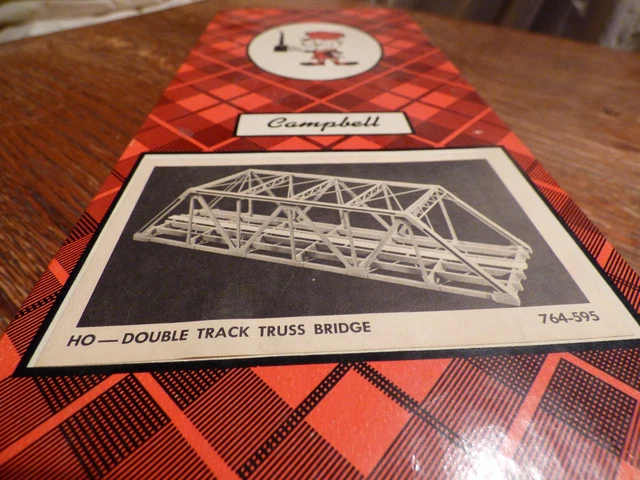 Campbell
HO—DOUBLE TRACK TRUSS BRIDGE
764-595